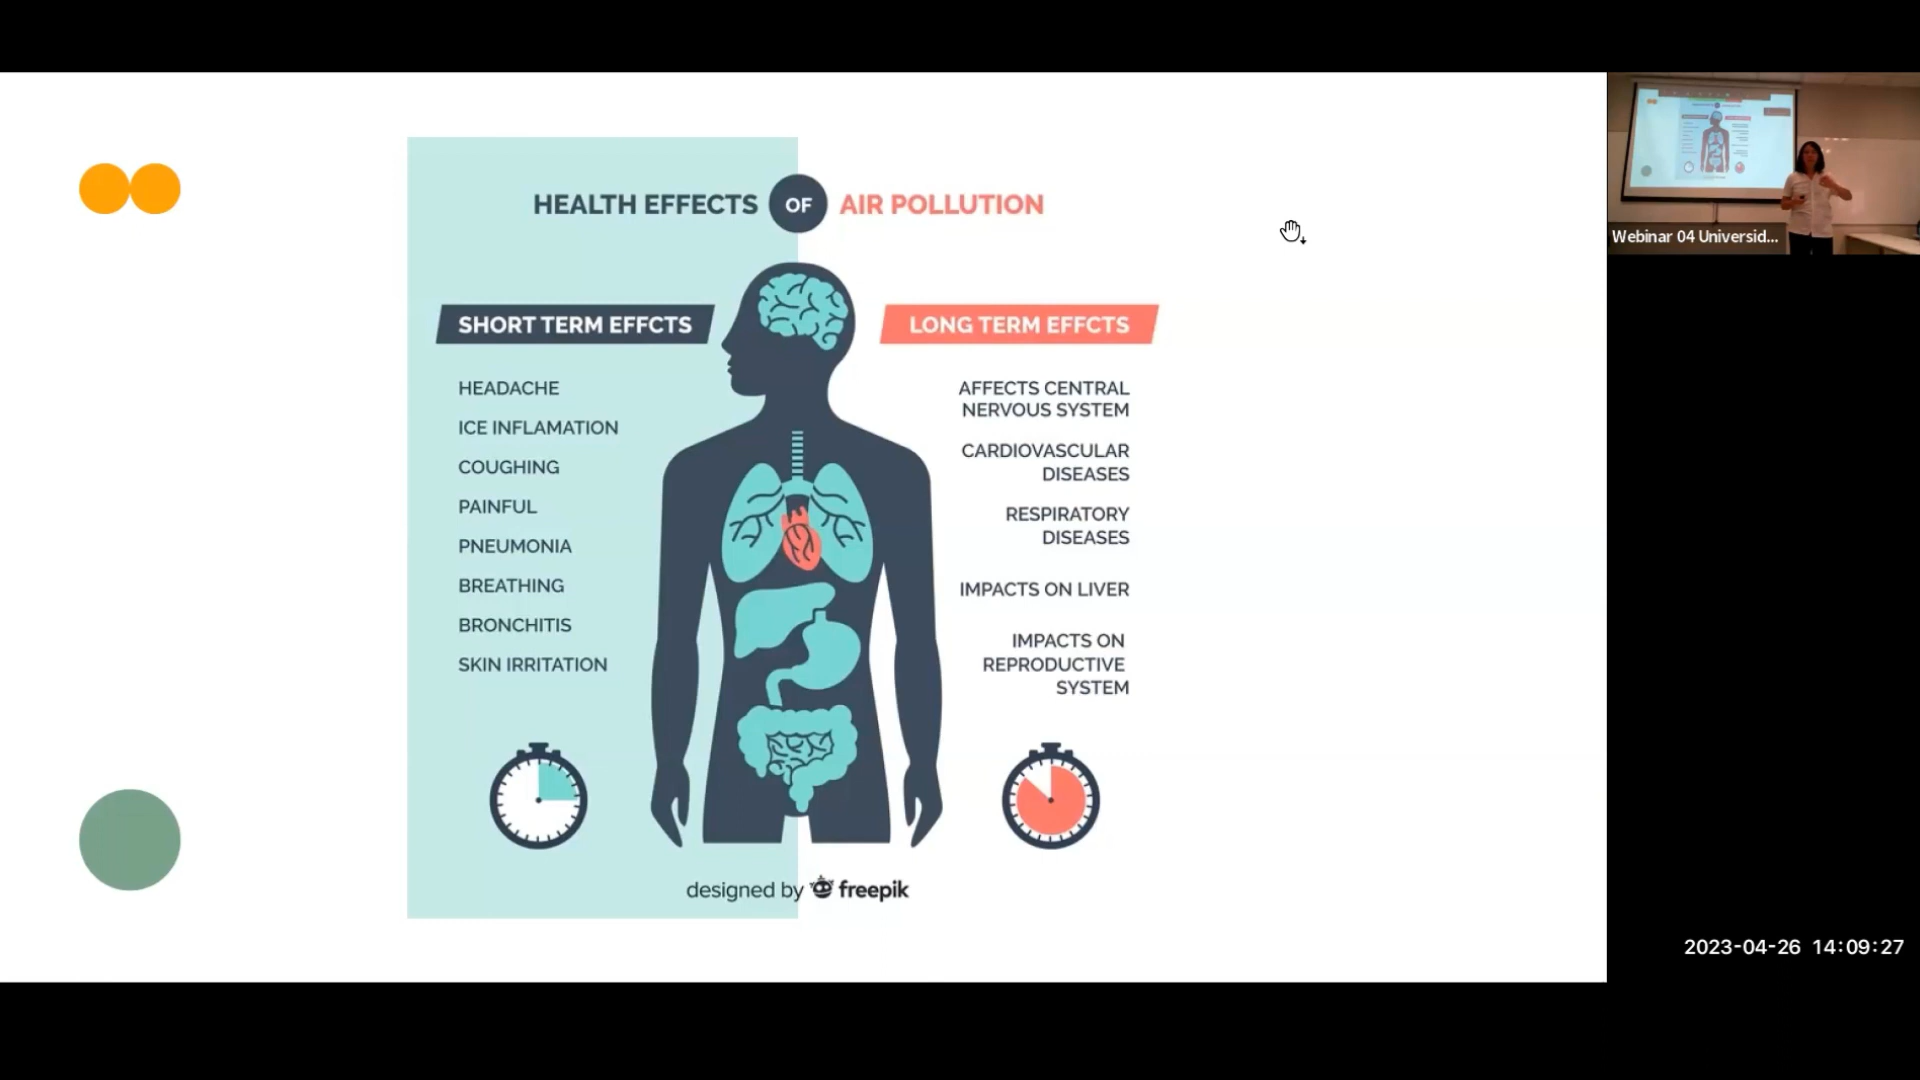 HEALTH EFFECTS OF AIR POLLUTION
SHORT TERM EFFCTS
HEADACHE
ICE INFLAMATION
COUGHING
PAINFUL
PNEUMONIA
BREATHING
BRONCHITIS
SKIN IRRITATION
LONG TERM EFFCTS
AFFECTS CENTRAL
NERVOUS SYSTEM
CARDIOVASCULAR
DISEASES
RESPIRATORY
DISEASES
IMPACTS ON LIVER
IMPACTS ON
REPRODUCTIVE
SYSTEM
designed by freepik
Webinar 04 Universid...
2023-04-26 14:09:27